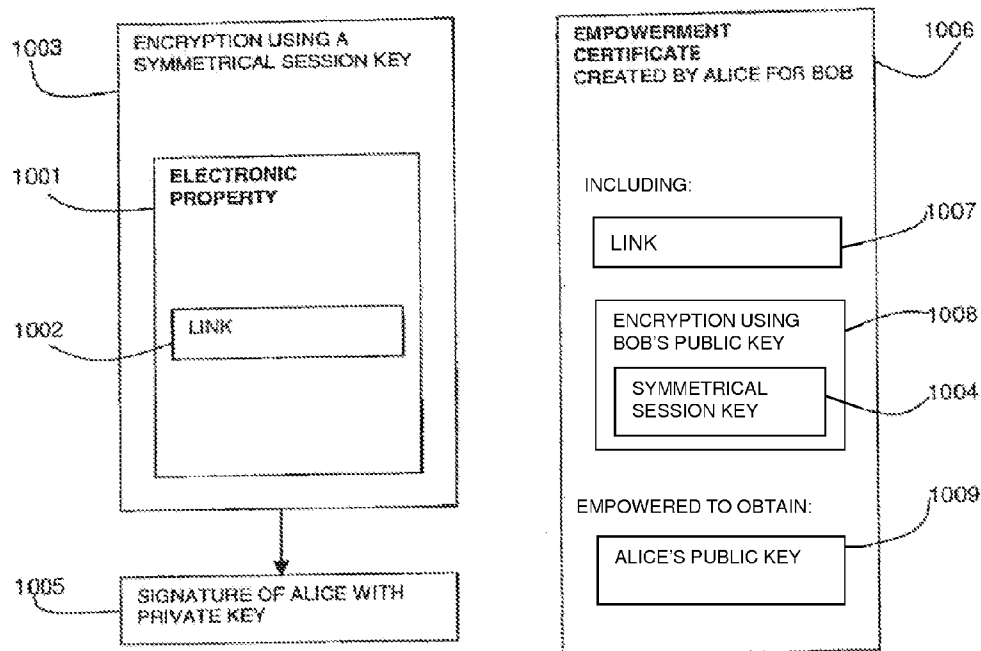 1003
ENCRYPTION USING A
SYMMETRICAL SESSION KEY
1001
ELECTRONIC
PROPERTY
1002
LINK
1005
SIGNATURE OF ALICE WITH
PRIVATE KEY
EMPOWERMENT
CERTIFICATE
CREATED BY ALICE FOR BOB
1006
INCLUDING:
1007
LINK
1008
ENCRYPTION USING
BOB'S PUBLIC KEY
1004
SYMMETRICAL
SESSION KEY
1009
EMPOWERED TO OBTAIN:
ALICE'S PUBLIC KEY